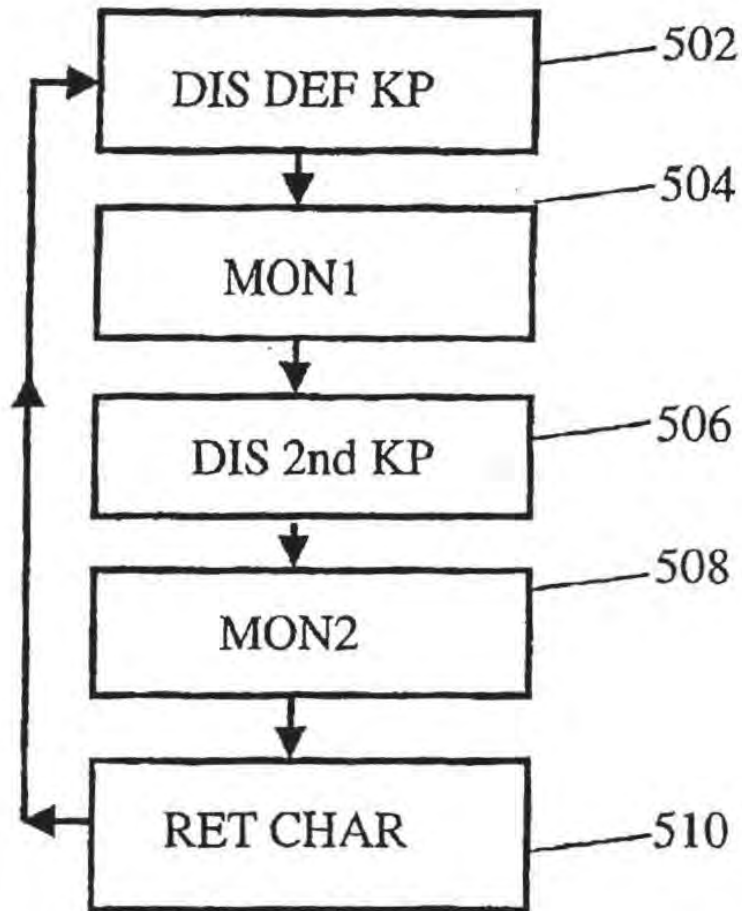 DIS DEF KP
502
504
MON1
DIS 2nd KP
506
508
MON2
RET CHAR
510